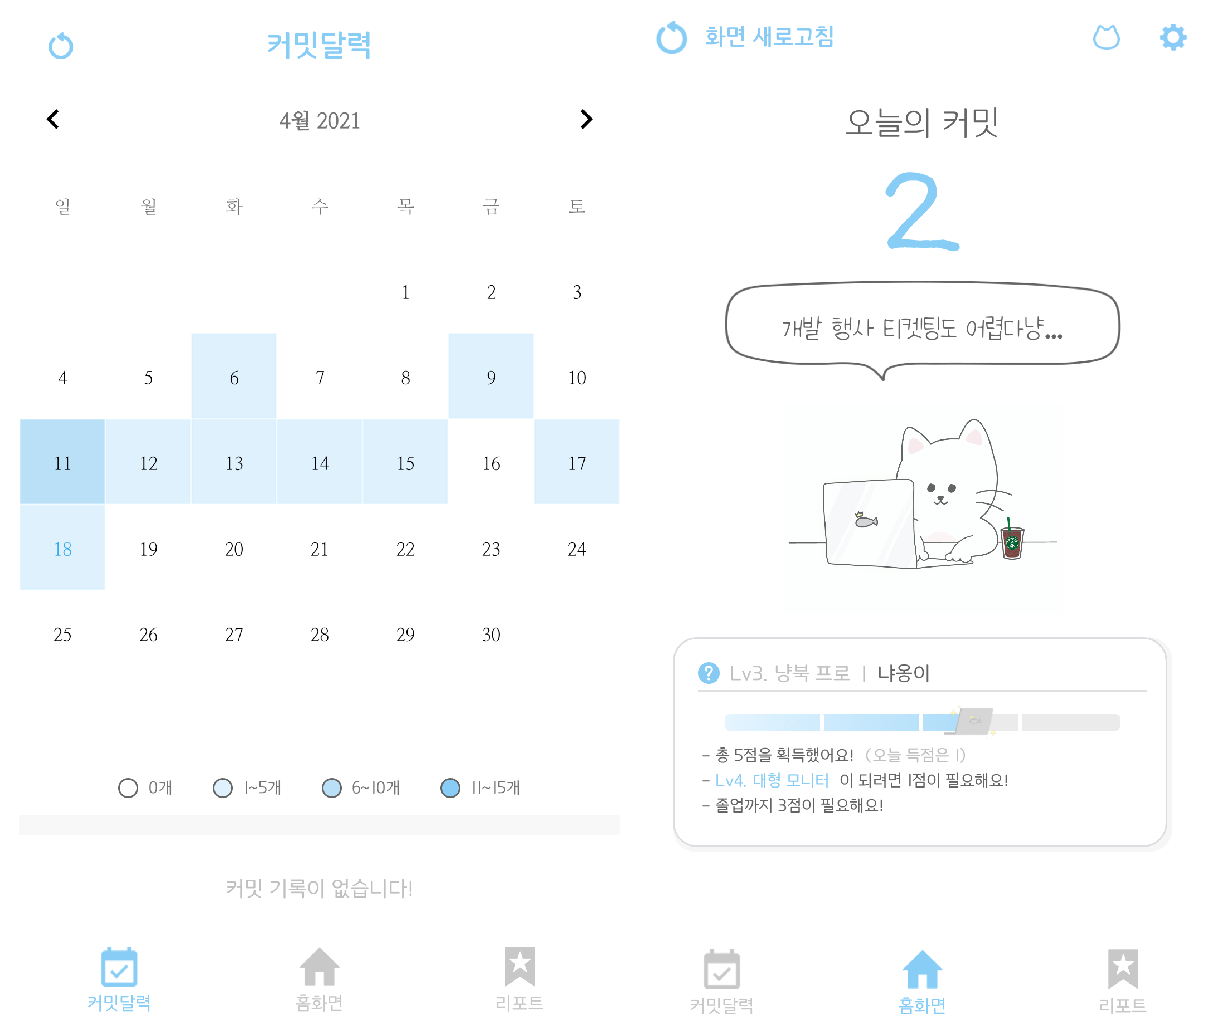 커밋달력
4월 2021
일 월 화 수 목 금 토
1 2 3
4 5 6 7 8 9 10
11 12 13 14 15 16 17
18 19 20 21 22 23 24
25 26 27 28 29 30
0개 1~5개 6~10개 11~15개
커밋 기록이 없습니다!
커밋달력 홈화면 리포트
화면 새로고침
오늘의 커밋
2
개발 행사 티켓팅도 어렵다냥...
? Lv3. 냥북 프로 | 냐옹이
- 총 5점을 획득했어요! (오늘 득점은 1)
- Lv4. 대형 모니터 이 되려면 1점이 필요해요!
- 졸업까지 3점이 필요해요!
커밋달력 홈화면 리포트